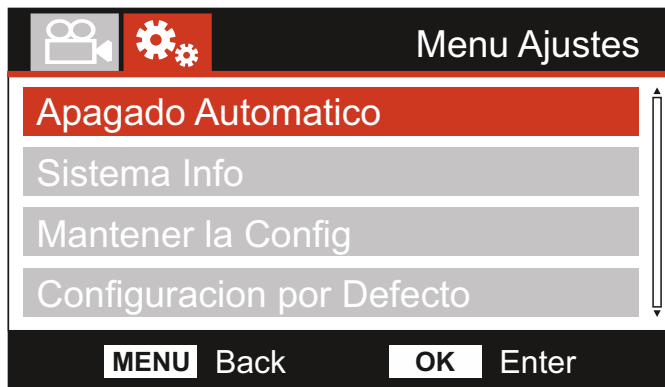 Menu Ajustes
Apagado Automatico
Sistema Info
Mantener la Config
Configuracion por Defecto
MENU Back OK Enter